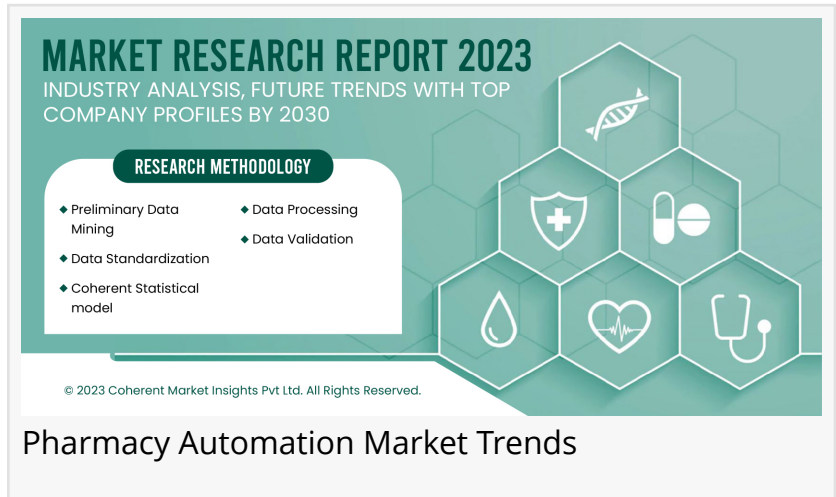 MARKET RESEARCH REPORT 2023
INDUSTRY ANALYSIS, FUTURE TRENDS WITH TOP
COMPANY PROFILES BY 2030
RESEARCH METHODOLOGY
Preliminary Data
Mining
Data Standardization
Coherent Statistical
model
Data Processing
Data Validation
© 2023 Coherent Market Insights Pvt Ltd. All Rights Reserved.
Pharmacy Automation Market Trends